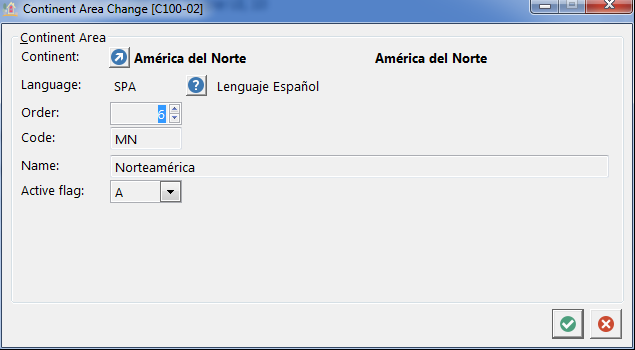 Continent Area Change [C100-02]
Continent Area
Continent: América del Norte América del Norte
Language: SPA ? Lenguaje Español
Order: 6
Code: MN
Name: Norteamérica
Active flag: A